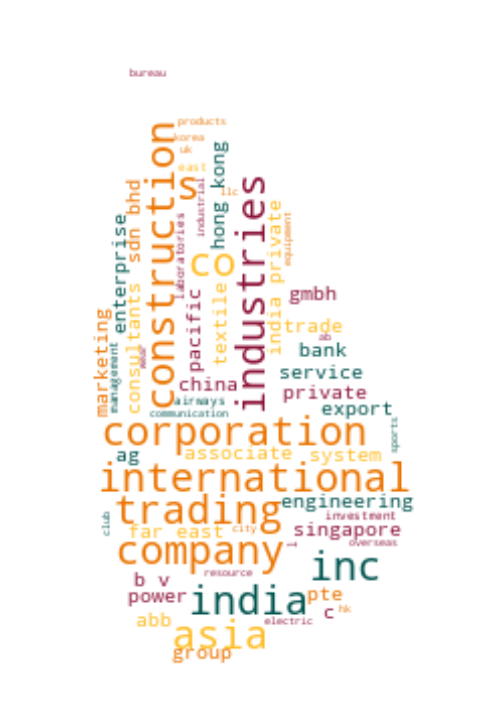 bureau
products
construction
korea
uk
hong kong
east
s
llc
industries
industrial
sdn bhd
consultants
india private
enterprise
laboratories
equipment
co
textile
pacific
gmbh
marketing
trade
ab
management
wear
bank
service
china
private
airways
export
communication
corporation
sports
ag
associate
system
international
trading
engineering
club
investment
far east
city
singapore
company
l
overseas
inc
resource
b v
power
india
pte
c
hk
abb
electric
asia
group